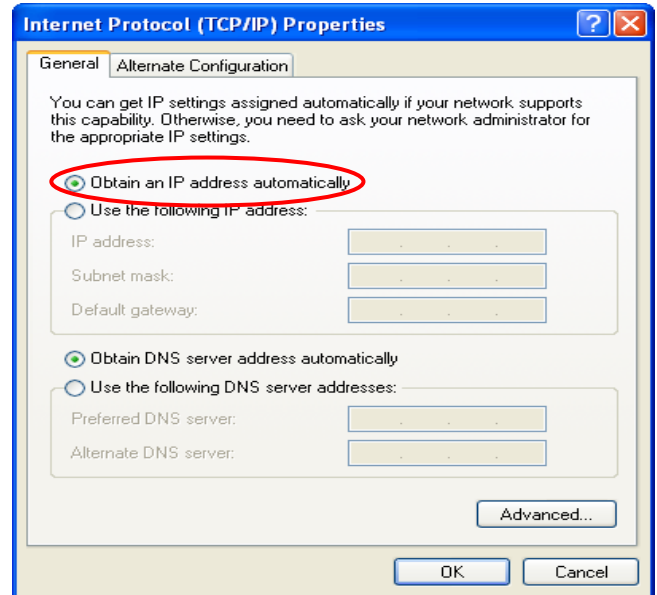 Internet Protocol (TCP/IP) Properties
General
Alternate Configuration
You can get IP settings assigned automatically if your network supports
this capability. Otherwise, you need to ask your network administrator for
the appropriate IP settings.
Obtain an IP address automatically
Use the following IP address:
IP address:
Subnet mask:
Default gateway:
Obtain DNS server address automatically
Use the following DNS server addresses:
Preferred DNS server:
Alternate DNS server:
Advanced...
OK
Cancel